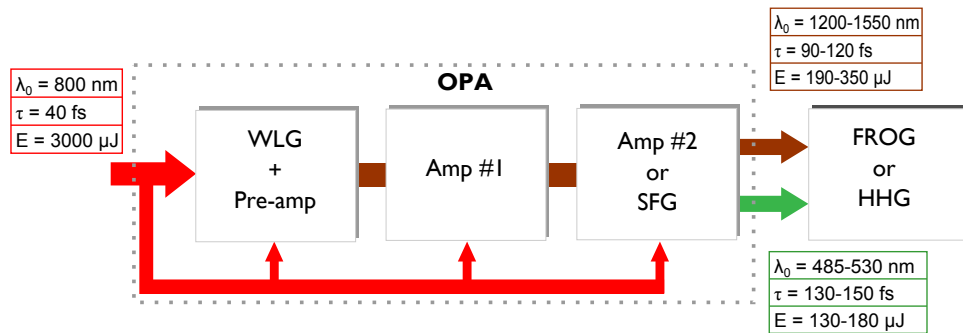 λ₀ = 800 nm
τ = 40 fs
E = 3000 µJ
OPA
WLG
+
Pre-amp
Amp #1
Amp #2
or
SFG
λ₀ = 1200-1550 nm
τ = 90-120 fs
E = 190-350 µJ
FROG
or
HHG
λ₀ = 485-530 nm
τ = 130-150 fs
E = 130-180 µJ